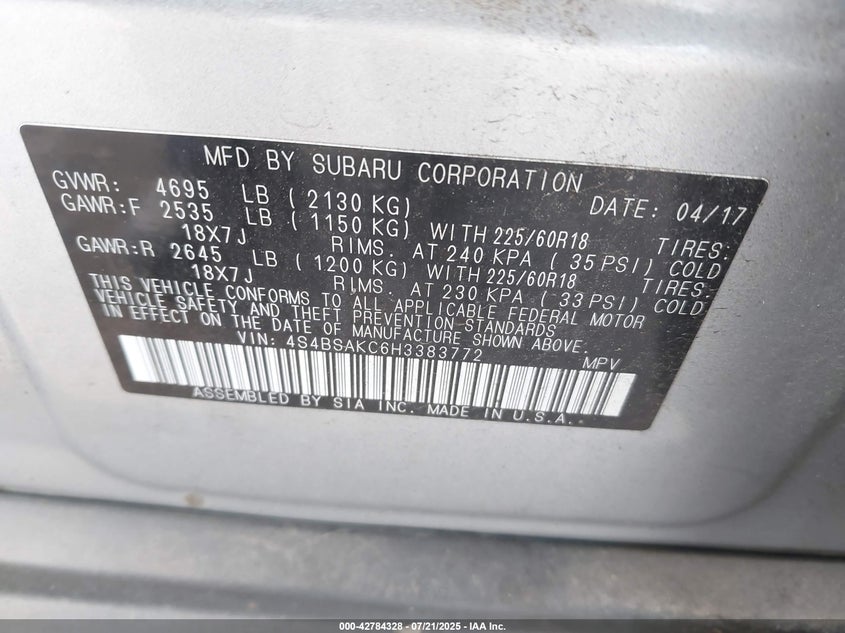 MFD BY SUBARU CORPORATION
GVWR: 4695 LB ( 2130 KG) DATE: 04/17
GAWR:F 2535 LB ( 1150 KG) WITH 225/60R18 TIRES:
18X7J RIMS. AT 240 KPA ( 35 PSI) COLD
GAWR:R 2645 LB ( 1200 KG) WITH 225/60R18 TIRES:
18X7J RIMS. AT 230 KPA ( 33 PSI) COLD
THIS VEHICLE CONFORMS TO ALL APPLICABLE FEDERAL MOTOR
VEHICLE SAFETY AND THEFT PREVENTION STANDARDS
IN EFFECT ON THE DATE OF MANUFACTURE SHOWN ABOVE.
VIN: 4S4BSAKC6H3383772 MPV
ASSEMBLED BY SIA INC. MADE IN U.S.A.
000-42784328 - 07/21/2025 - IAA Inc.